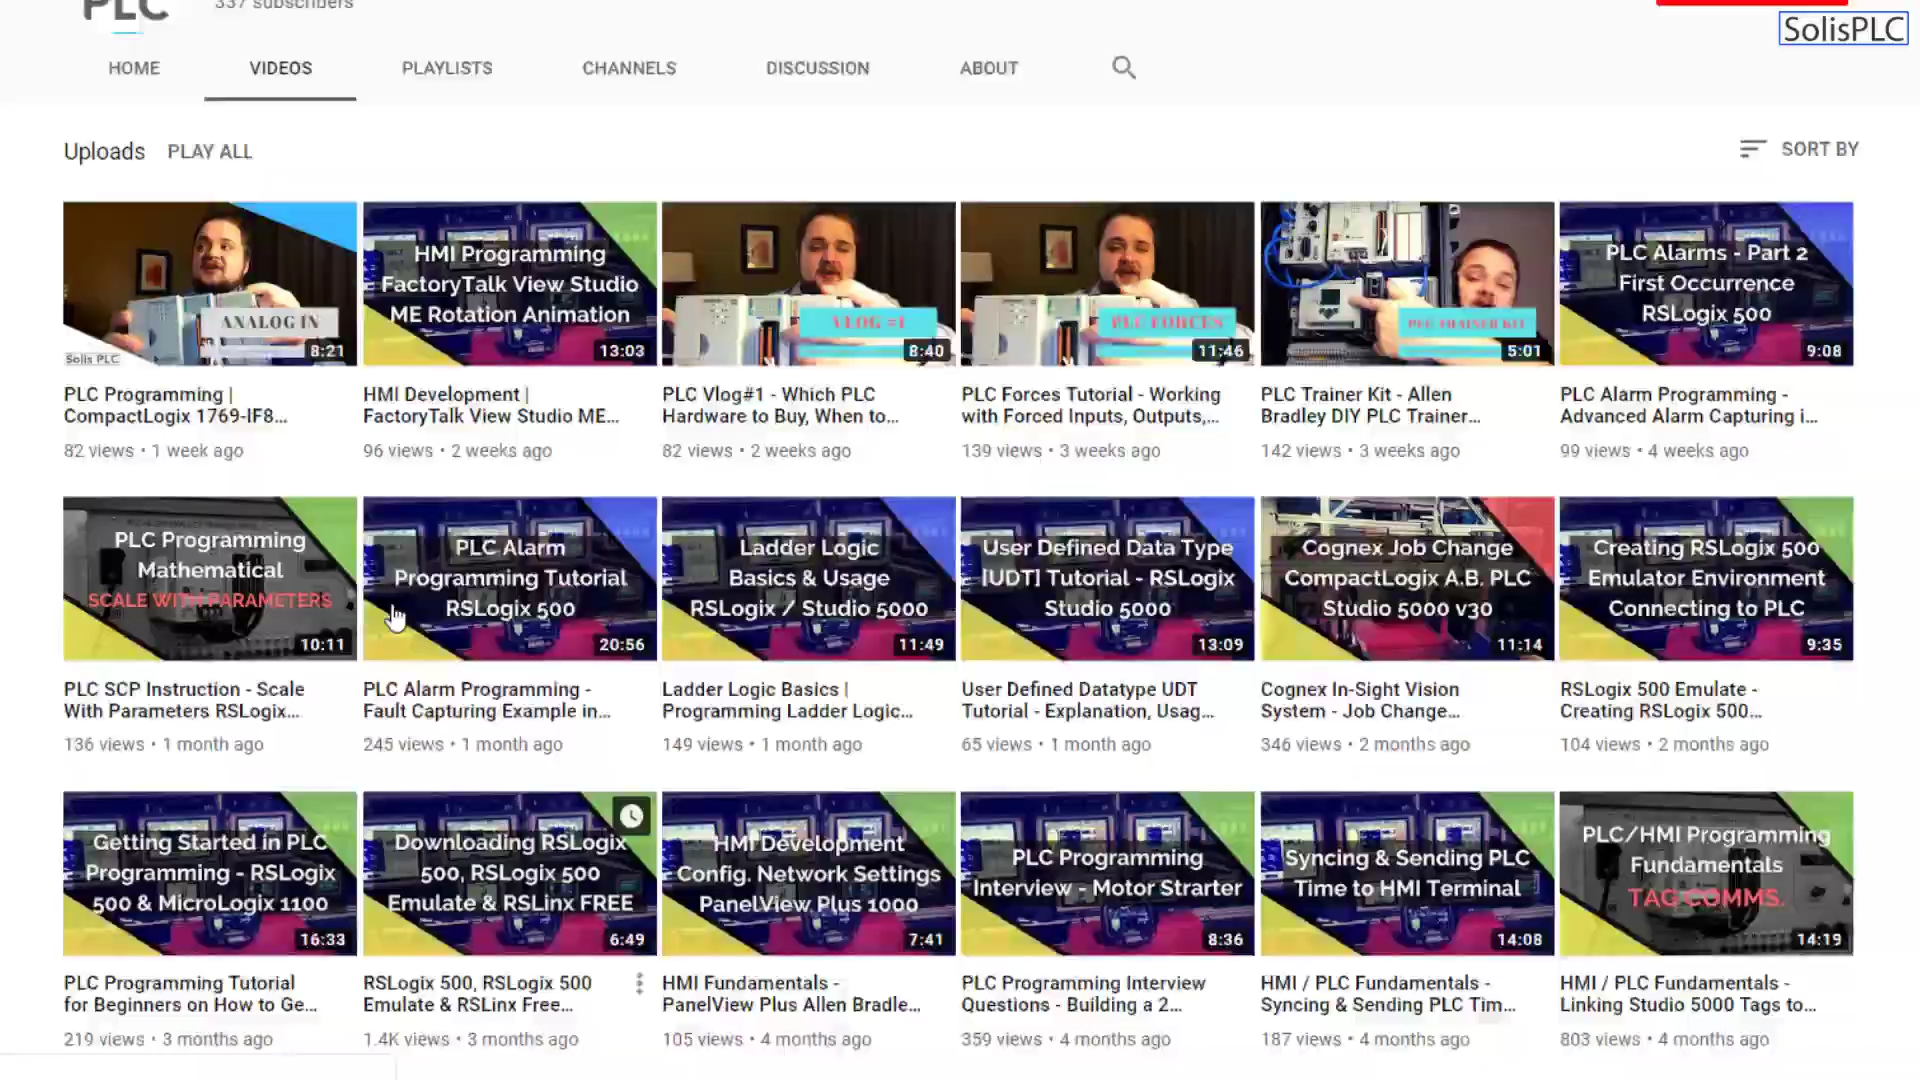 PLC
337 subscribers
SolisPLC
HOME
VIDEOS
PLAYLISTS
CHANNELS
DISCUSSION
ABOUT
Uploads
PLAY ALL
SORT BY
ANALOG IN
Solis PLC
8:21
HMI Programming
FactoryTalk View Studio
ME Rotation Animation
13:03
VLOG #1
8:40
PLC FORCES
11:46
PLC TRAINER KIT
5:01
PLC Alarms - Part 2
First Occurrence
RSLogix 500
9:08
PLC Programming |
CompactLogix 1769-IF8...
82 views • 1 week ago
HMI Development |
FactoryTalk View Studio ME...
96 views • 2 weeks ago
PLC Vlog#1 - Which PLC
Hardware to Buy, When to...
82 views • 2 weeks ago
PLC Forces Tutorial - Working
with Forced Inputs, Outputs,...
139 views • 3 weeks ago
PLC Trainer Kit - Allen
Bradley DIY PLC Trainer...
142 views • 3 weeks ago
PLC Alarm Programming -
Advanced Alarm Capturing i...
99 views • 4 weeks ago
PLC Programming
Mathematical
SCALE WITH PARAMETERS
10:11
PLC Alarm
Programming Tutorial
RSLogix 500
20:56
Ladder Logic
Basics & Usage
RSLogix / Studio 5000
11:49
User Defined Data Type
[UDT] Tutorial - RSLogix
Studio 5000
13:09
Cognex Job Change
CompactLogix A.B. PLC
Studio 5000 v30
11:14
Creating RSLogix 500
Emulator Environment
Connecting to PLC
9:35
PLC SCP Instruction - Scale
With Parameters RSLogix...
136 views • 1 month ago
PLC Alarm Programming -
Fault Capturing Example in...
245 views • 1 month ago
Ladder Logic Basics |
Programming Ladder Logic...
149 views • 1 month ago
User Defined Datatype UDT
Tutorial - Explanation, Usag...
65 views • 1 month ago
Cognex In-Sight Vision
System - Job Change...
346 views • 2 months ago
RSLogix 500 Emulate -
Creating RSLogix 500...
104 views • 2 months ago
Getting Started in PLC
Programming - RSLogix
500 & MicroLogix 1100
16:33
Downloading RSLogix
500, RSLogix 500
Emulate & RSLinx FREE
6:49
HMI Development
Config. Network Settings
PanelView Plus 1000
7:41
PLC Programming
Interview - Motor Starter
8:36
Syncing & Sending PLC
Time to HMI Terminal
14:08
PLC/HMI Programming
Fundamentals
TAG COMMS.
14:19
PLC Programming Tutorial
for Beginners on How to Ge...
219 views • 3 months ago
RSLogix 500, RSLogix 500
Emulate & RSLinx Free...
1.4K views • 3 months ago
HMI Fundamentals -
PanelView Plus Allen Bradle...
105 views • 4 months ago
PLC Programming Interview
Questions - Building a 2...
359 views • 4 months ago
HMI / PLC Fundamentals -
Syncing & Sending PLC Tim...
187 views • 4 months ago
HMI / PLC Fundamentals -
Linking Studio 5000 Tags to...
803 views • 4 months ago